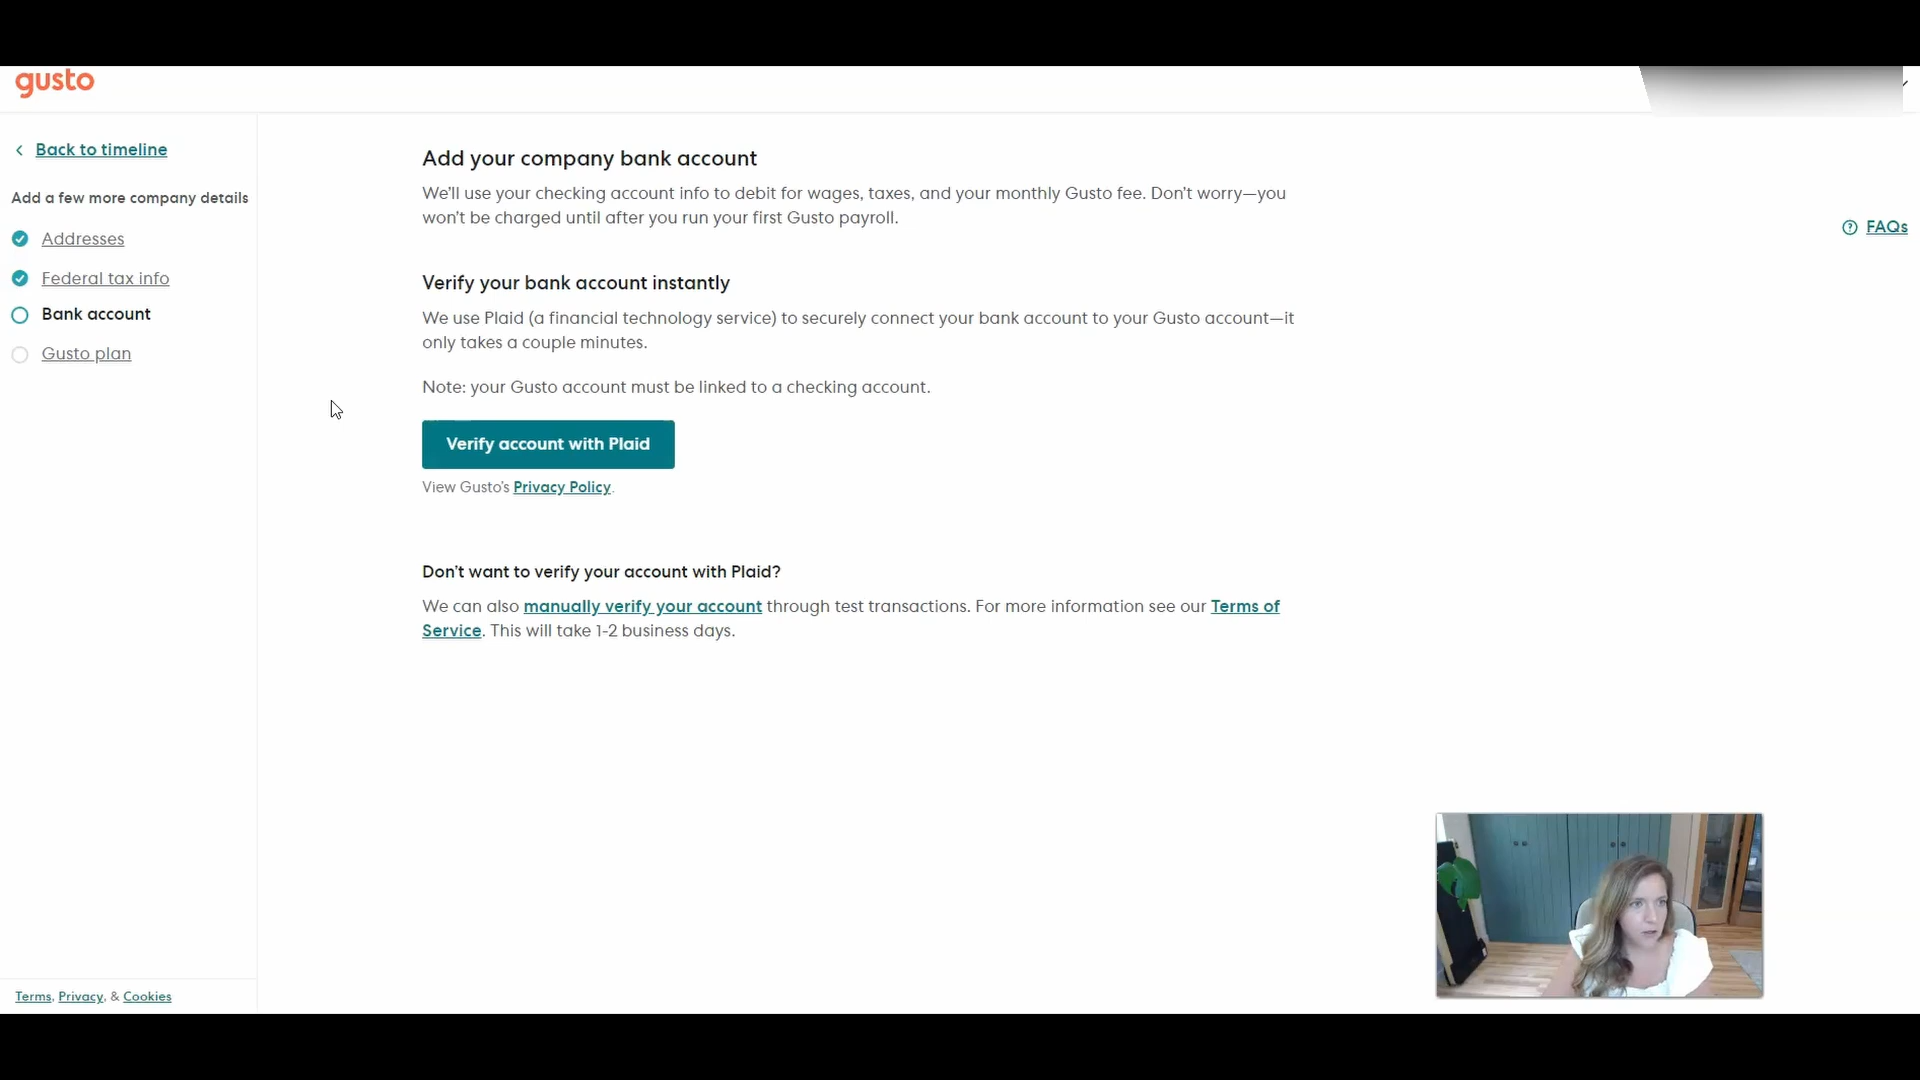 gusto
Back to timeline
Add a few more company details
Addresses
Federal tax info
Bank account
Gusto plan
Add your company bank account
We'll use your checking account info to debit for wages, taxes, and your monthly Gusto fee. Don't worry—you
won't be charged until after you run your first Gusto payroll.
FAQs
Verify your bank account instantly
We use Plaid (a financial technology service) to securely connect your bank account to your Gusto account—it
only takes a couple minutes.
Note: your Gusto account must be linked to a checking account.
Verify account with Plaid
View Gusto's Privacy Policy.
Don't want to verify your account with Plaid?
We can also manually verify your account through test transactions. For more information see our Terms of
Service. This will take 1-2 business days.
Terms, Privacy, & Cookies